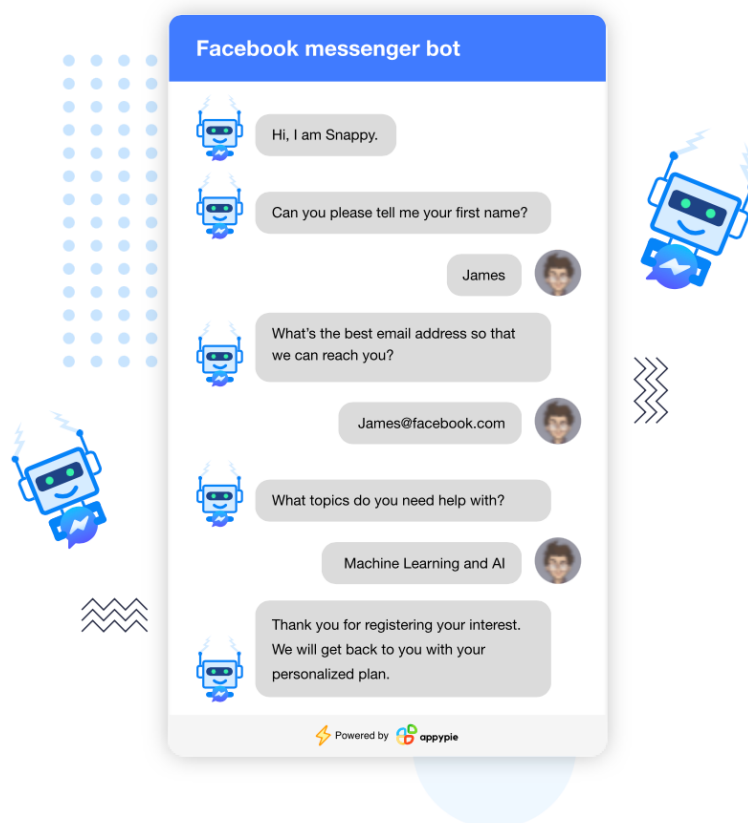 Facebook messenger bot
Hi, I am Snappy.
Can you please tell me your first name?
James
What's the best email address so that
we can reach you?
James@facebook.com
What topics do you need help with?
Machine Learning and AI
Thank you for registering your interest.
We will get back to you with your
personalized plan.
Powered by appypie